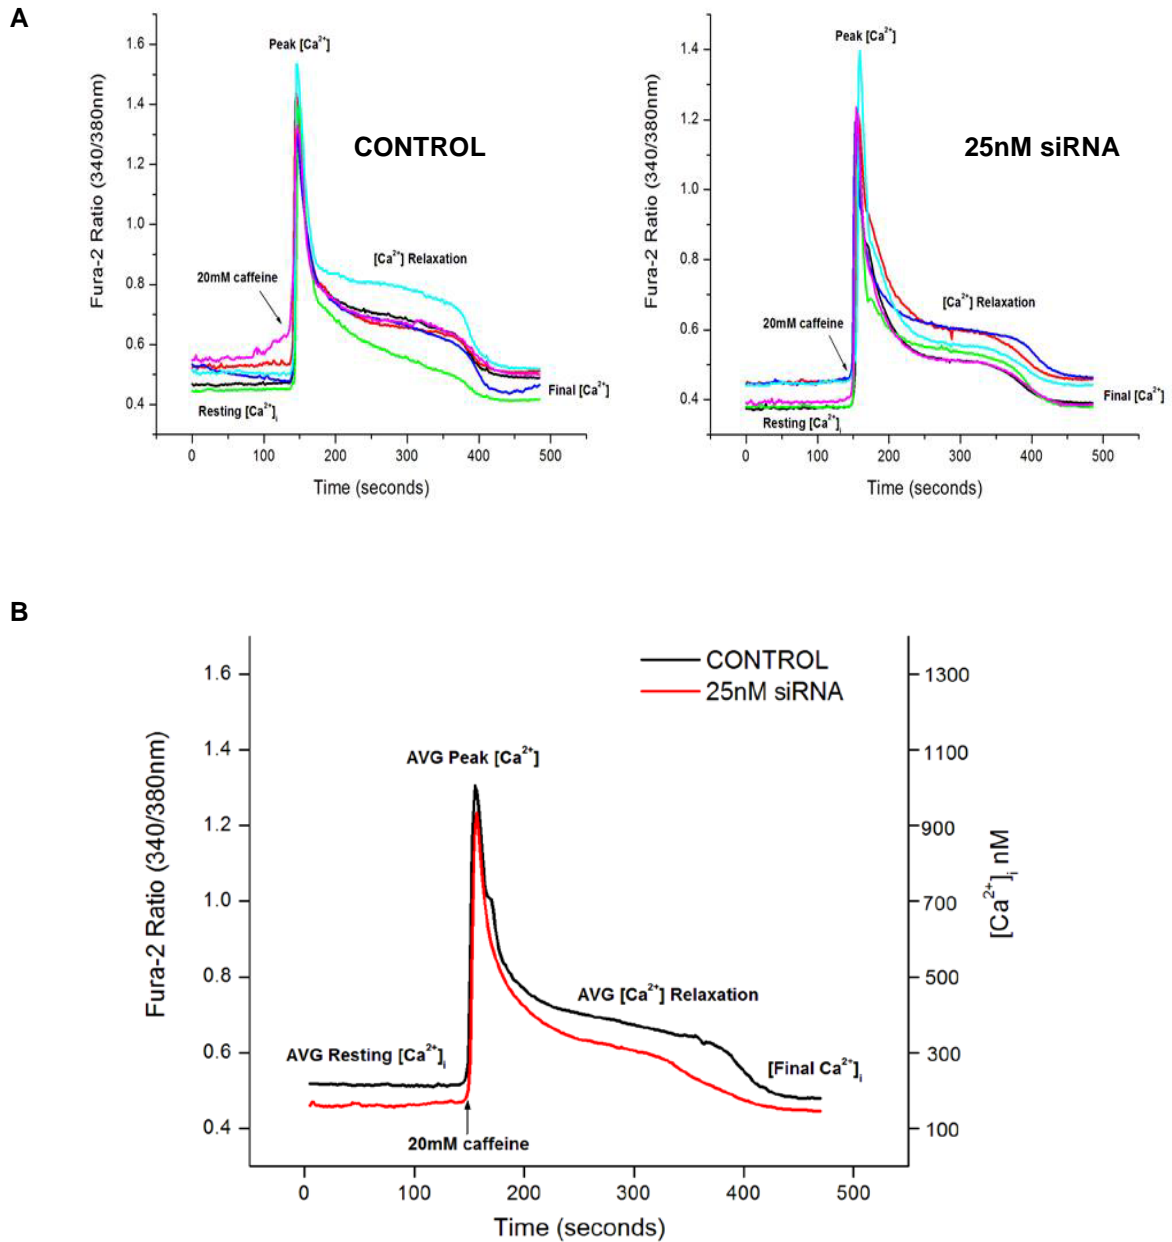 A
Peak [Ca²⁺]
CONTROL
20mM caffeine
[Ca²⁺] Relaxation
Resting [Ca²⁺]ᵢ
Final [Ca²⁺]
Fura-2 Ratio (340/380nm)
1.6
1.4
1.2
1.0
0.8
0.6
0.4
0 100 200 300 400 500
Time (seconds)
Peak [Ca²⁺]
25nM siRNA
20mM caffeine
[Ca²⁺] Relaxation
Resting [Ca²⁺]ᵢ
Final [Ca²⁺]
Fura-2 Ratio (340/380nm)
1.4
1.2
1.0
0.8
0.6
0.4
0 100 200 300 400 500
Time (seconds)
B
CONTROL
25nM siRNA
AVG Peak [Ca²⁺]
AVG [Ca²⁺] Relaxation
AVG Resting [Ca²⁺]ᵢ
[Final Ca²⁺]ᵢ
20mM caffeine
Fura-2 Ratio (340/380nm)
1.6
1.4
1.2
1.0
0.8
0.6
0.4
1300
1100
900
700
500
300
100
[Ca²⁺]ᵢ nM
0 100 200 300 400 500
Time (seconds)